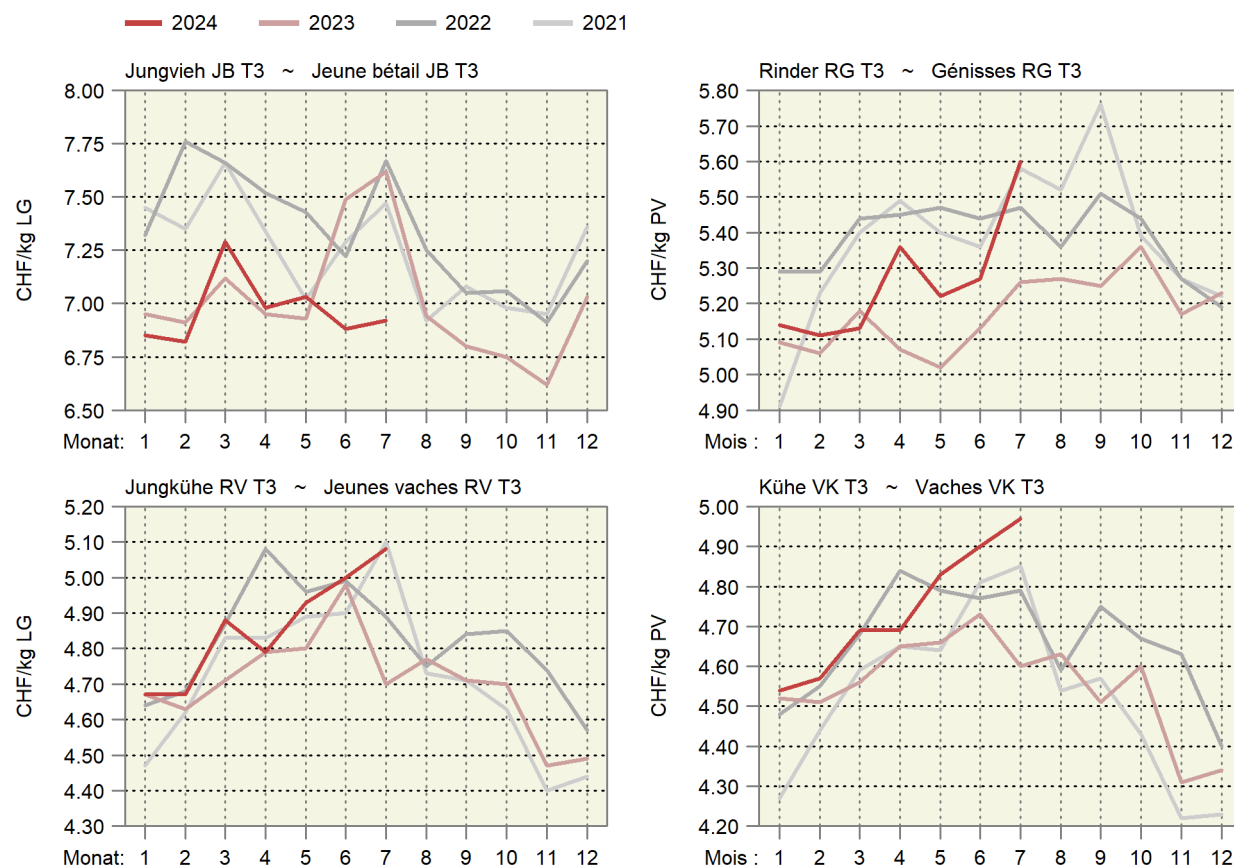 2024 2023 2022 2021
Jungvieh JB T3 ~ Jeune bétail JB T3
CHF/kg LG
8.00
7.75
7.50
7.25
7.00
6.75
6.50
Monat: 1 2 3 4 5 6 7 8 9 10 11 12
Rinder RG T3 ~ Génisses RG T3
CHF/kg PV
5.80
5.70
5.60
5.50
5.40
5.30
5.20
5.10
5.00
4.90
Mois : 1 2 3 4 5 6 7 8 9 10 11 12
Jungkühe RV T3 ~ Jeunes vaches RV T3
CHF/kg LG
5.20
5.10
5.00
4.90
4.80
4.70
4.60
4.50
4.40
4.30
Monat: 1 2 3 4 5 6 7 8 9 10 11 12
Kühe VK T3 ~ Vaches VK T3
CHF/kg PV
5.00
4.90
4.80
4.70
4.60
4.50
4.40
4.30
4.20
Mois : 1 2 3 4 5 6 7 8 9 10 11 12